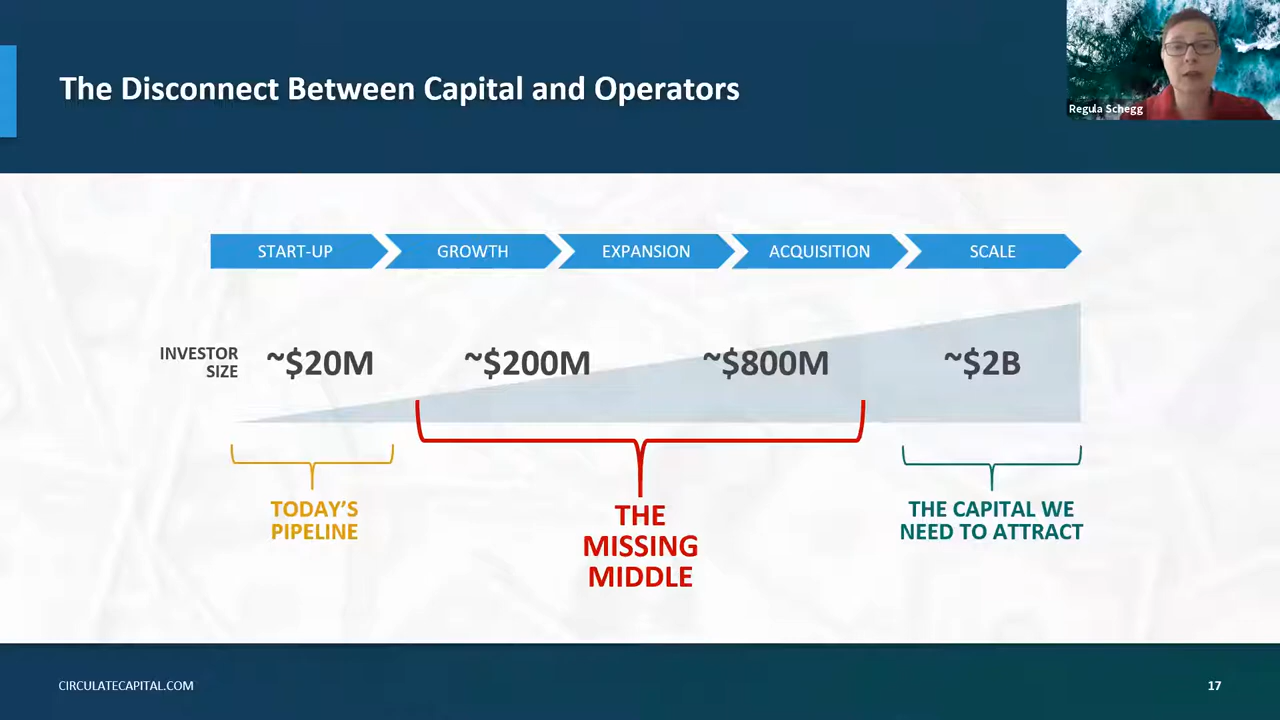 The Disconnect Between Capital and Operators
Regula Schegg
START-UP
GROWTH
EXPANSION
ACQUISITION
SCALE
INVESTOR
SIZE
~$20M
~$200M
~$800M
~$2B
TODAY'S
PIPELINE
THE
MISSING
MIDDLE
THE CAPITAL WE
NEED TO ATTRACT
CIRCULATECAPITAL.COM
17